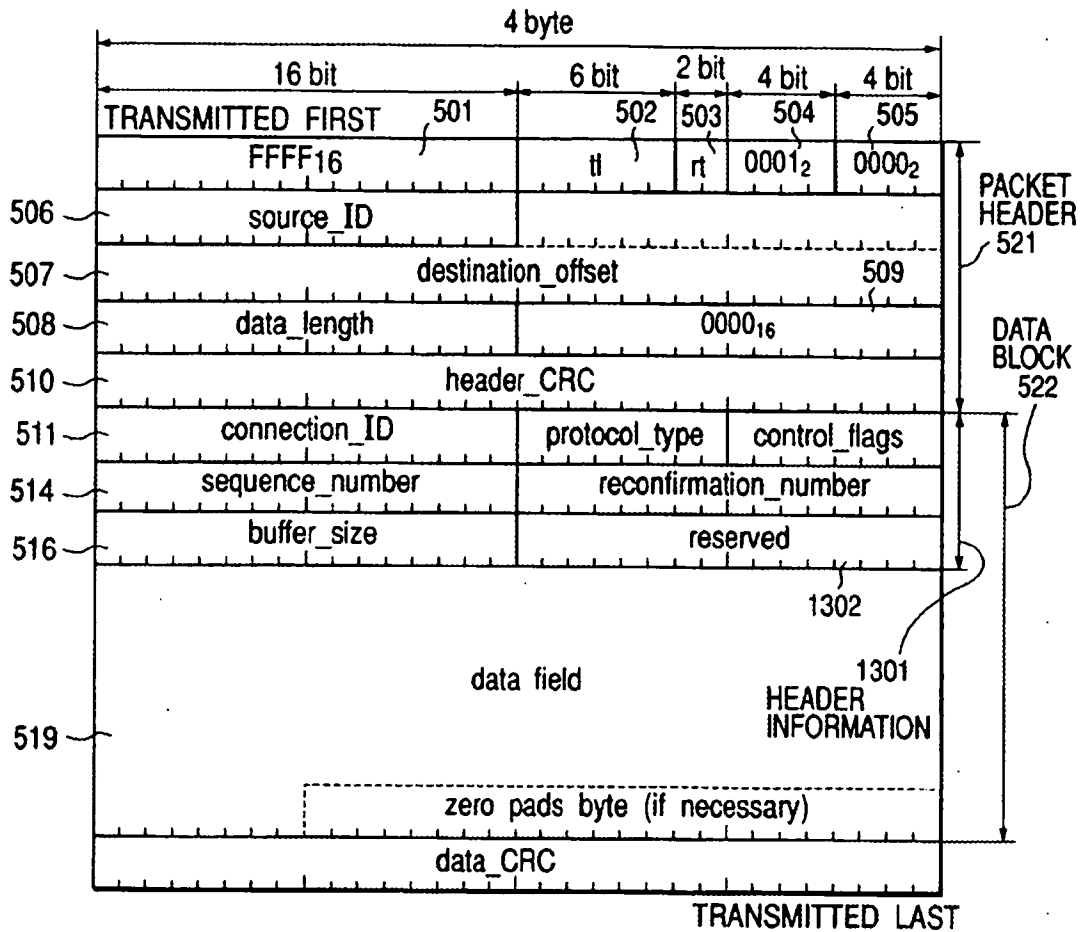 4 byte
16 bit 6 bit 2 bit 4 bit 4 bit
TRANSMITTED FIRST 501 502 503 504 505
FFFF16 tl rt 0001₂ 0000₂
PACKET HEADER 521
506 source_ID
507 destination_offset 509
508 data_length 0000₁₆
DATA BLOCK 522
510 header_CRC
511 connection_ID protocol_type control_flags
514 sequence_number reconfirmation_number
516 buffer_size reserved
1302
1301
data field
HEADER INFORMATION
519
zero pads byte (if necessary)
data_CRC
TRANSMITTED LAST